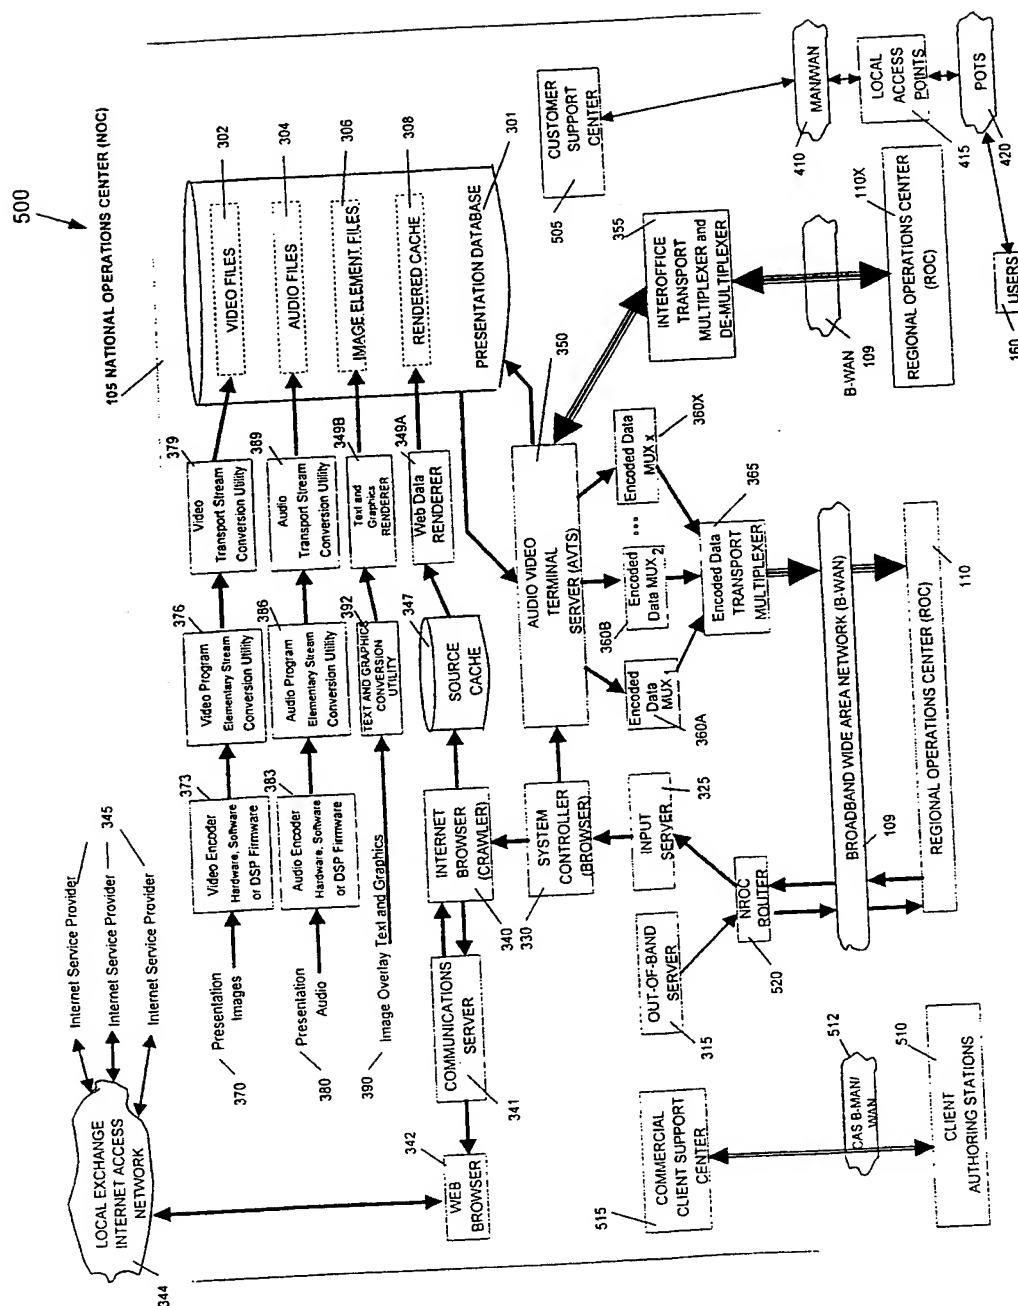 500
105 NATIONAL OPERATIONS CENTER (NOC)
LOCAL EXCHANGE
INTERNET ACCESS
NETWORK
344
Internet Service Provider
Internet Service Provider
Internet Service Provider
345
Presentation
Images
370
373
Video Encoder
Hardware, Software
or DSP Firmware
376
Video Program
Elementary Stream
Conversion Utility
379
Video
Transport Stream
Conversion Utility
VIDEO FILES
302
Presentation
Audio
380
383
Audio Encoder
Hardware, Software
or DSP Firmware
386
Audio Program
Elementary Stream
Conversion Utility
389
Audio
Transport Stream
Conversion Utility
AUDIO FILES
304
390
Image Overlay Text and Graphics
392
TEXT AND GRAPHICS
CONVERSION
UTILITY
349B
Text and
Graphics
RENDERER
IMAGE ELEMENT FILES
306
342
WEB
BROWSER
COMMUNICATIONS
SERVER
341
INTERNET
BROWSER
(CRAWLER)
340
347
SOURCE
CACHE
349A
Web Data
RENDERER
RENDERED CACHE
308
PRESENTATION DATABASE
301
SYSTEM
CONTROLLER
(BROWSER)
330
AUDIO VIDEO
TERMINAL
SERVER (AVTS)
350
CUSTOMER
SUPPORT
CENTER
505
INPUT
SERVER
325
Encoded
Data
MUX 1
360A
Encoded
Data MUX 2
360B
...
Encoded Data
MUX x
360X
INTEROFFICE
TRANSPORT
MULTIPLEXER and
DE-MULTIPLEXER
355
COMMERCIAL
CLIENT SUPPORT
CENTER
515
OUT-OF-BAND
SERVER
315
NROC
ROUTER
520
Encoded Data
TRANSPORT
MULTIPLEXER
365
MAN/WAN
410
LOCAL
ACCESS
POINTS
415
POTS
420
CAS B-MAN/
WAN
512
BROADBAND WIDE AREA NETWORK (B-WAN)
109
B-WAN
109
CLIENT
AUTHORING STATIONS
510
REGIONAL OPERATIONS CENTER (ROC)
110
REGIONAL OPERATIONS CENTER
(ROC)
110X
USERS
160